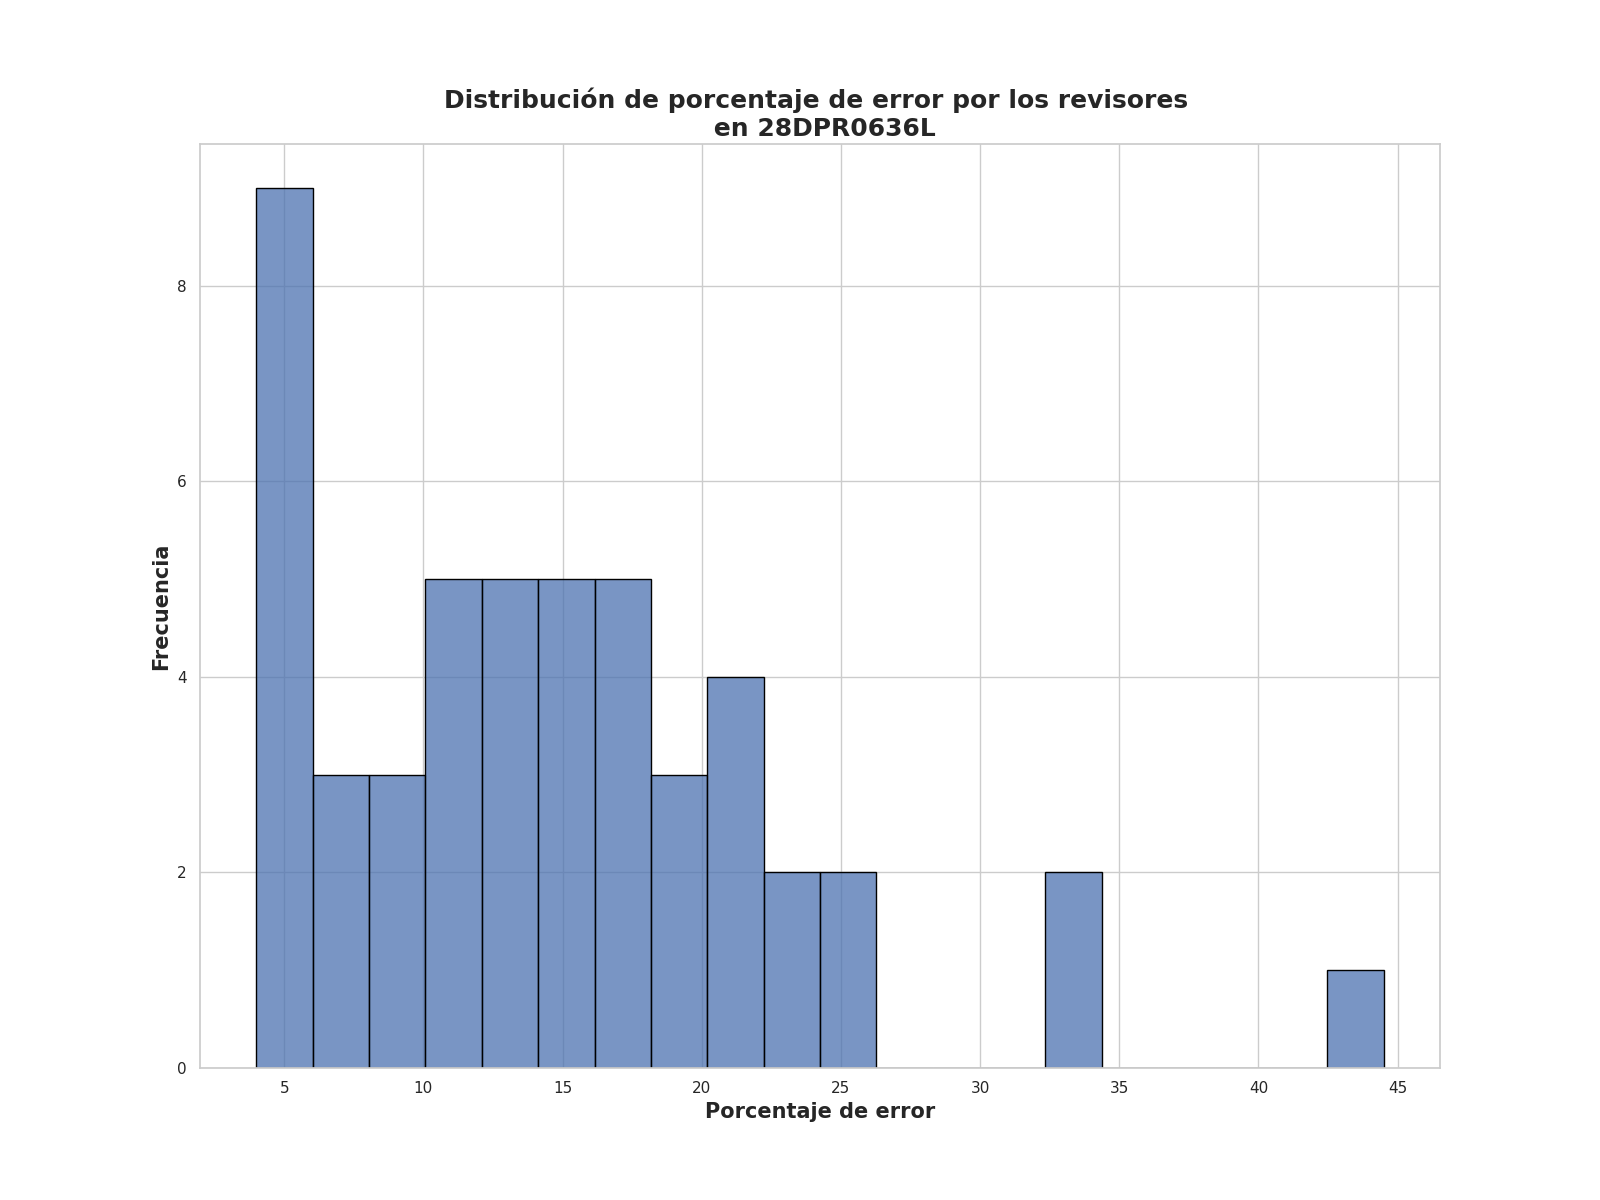 Distribución de porcentaje de error por los revisores
en 28DPR0636L
8
6
4
2
0
Frecuencia
5 10 15 20 25 30 35 40 45
Porcentaje de error